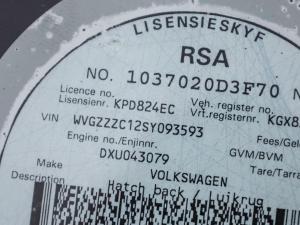 LISENSIESKYF
RSA
NO. 1037020D3F70
Licence no. Veh. register no.
Lisensienr. KPD824EC Vrt.registernr. KGX8
VIN WVGZZZC12SY093593 Fees/Gel
Engine no./Enjinnr. GVM/BVM
DXU043079 Tare/Tarra
Make VOLKSWAGEN
Description Hatch back / Luikrug